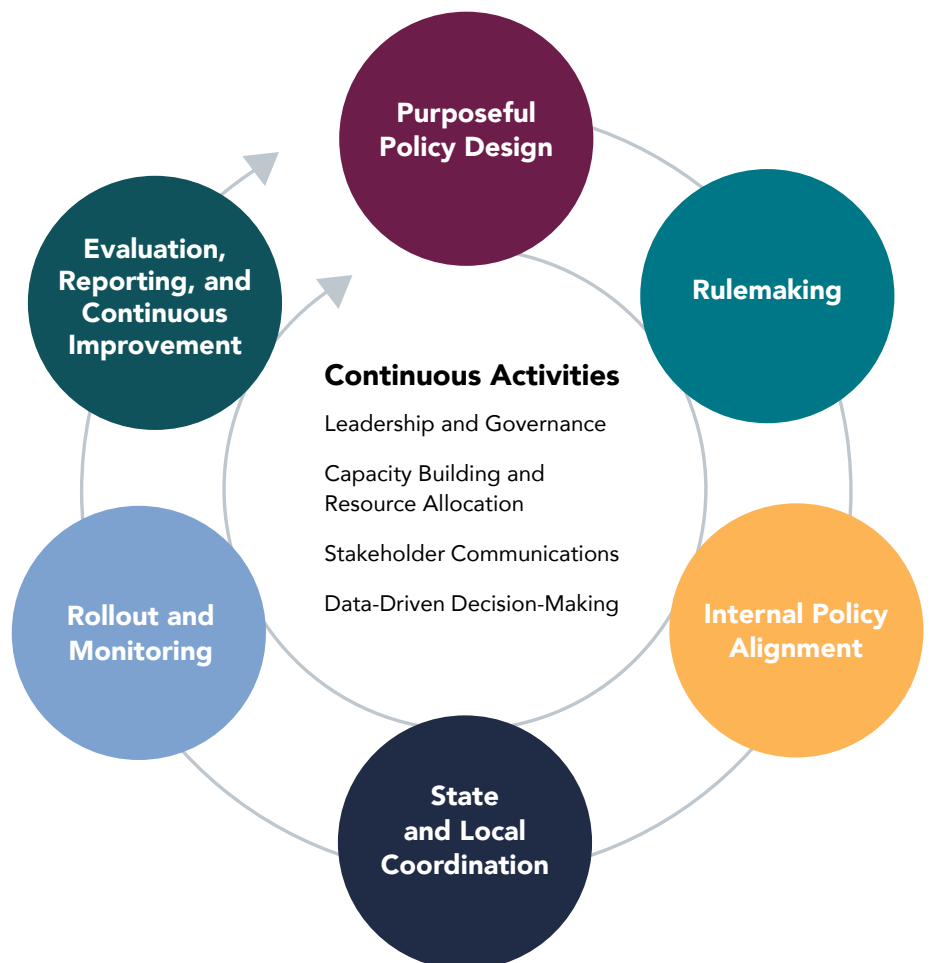 Purposeful
Policy Design
Rulemaking
Internal Policy
Alignment
State
and Local
Coordination
Rollout and
Monitoring
Evaluation,
Reporting, and
Continuous
Improvement
Continuous Activities
Leadership and Governance
Capacity Building and
Resource Allocation
Stakeholder Communications
Data-Driven Decision-Making